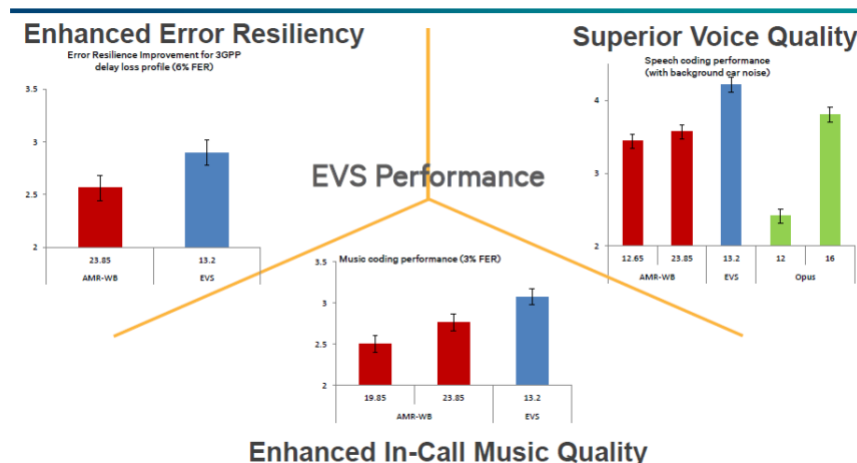 Enhanced Error Resiliency
Error Resilience Improvement for 3GPP
delay loss profile (6% FER)
3.5
3
2.5
2
23.85
13.2
AMR-WB
EVS
Superior Voice Quality
Speech coding performance
(with background car noise)
4
3
2
12.65
23.85
13.2
12
16
AMR-WB
EVS
Opus
EVS Performance
Music coding performance (3% FER)
3.5
3
2.5
2
19.85
23.85
13.2
AMR-WB
EVS
Enhanced In-Call Music Quality